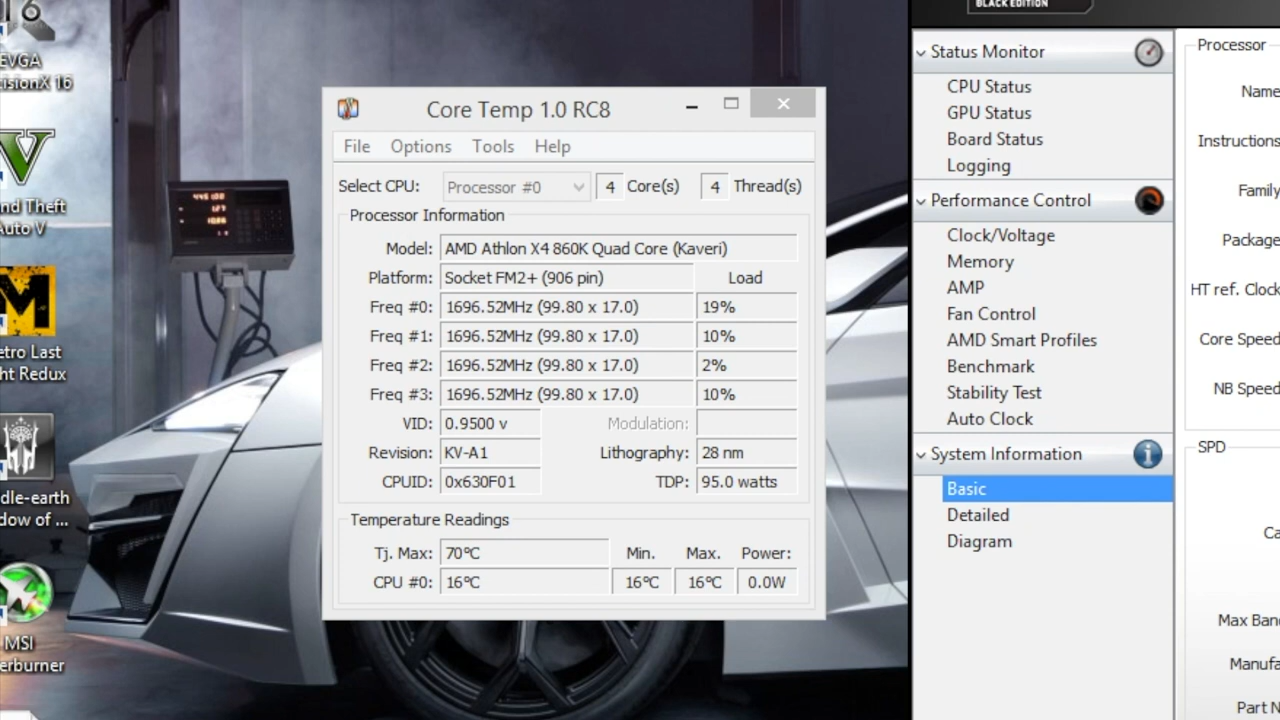 16
EVGA
cisionX 16
nd Theft
Auto V
etro Last
ht Redux
dle-earth
dow of ...
MSI
erburner
Core Temp 1.0 RC8
File Options Tools Help
Select CPU: Processor #0 4 Core(s) 4 Thread(s)
Processor Information
Model: AMD Athlon X4 860K Quad Core (Kaveri)
Platform: Socket FM2+ (906 pin) Load
Freq #0: 1696.52MHz (99.80 x 17.0) 19%
Freq #1: 1696.52MHz (99.80 x 17.0) 10%
Freq #2: 1696.52MHz (99.80 x 17.0) 2%
Freq #3: 1696.52MHz (99.80 x 17.0) 10%
VID: 0.9500 v Modulation:
Revision: KV-A1 Lithography: 28 nm
CPUID: 0x630F01 TDP: 95.0 watts
Temperature Readings
Tj. Max: 70°C Min. Max. Power:
CPU #0: 16°C 16°C 16°C 0.0W
BLACK EDITION
Status Monitor
CPU Status
GPU Status
Board Status
Logging
Performance Control
Clock/Voltage
Memory
AMP
Fan Control
AMD Smart Profiles
Benchmark
Stability Test
Auto Clock
System Information
Basic
Detailed
Diagram
Processor
Name
Instructions
Family
Package
HT ref. Clock
Core Speed
NB Speed
SPD
Ca
Max Ban
Manufa
Part N